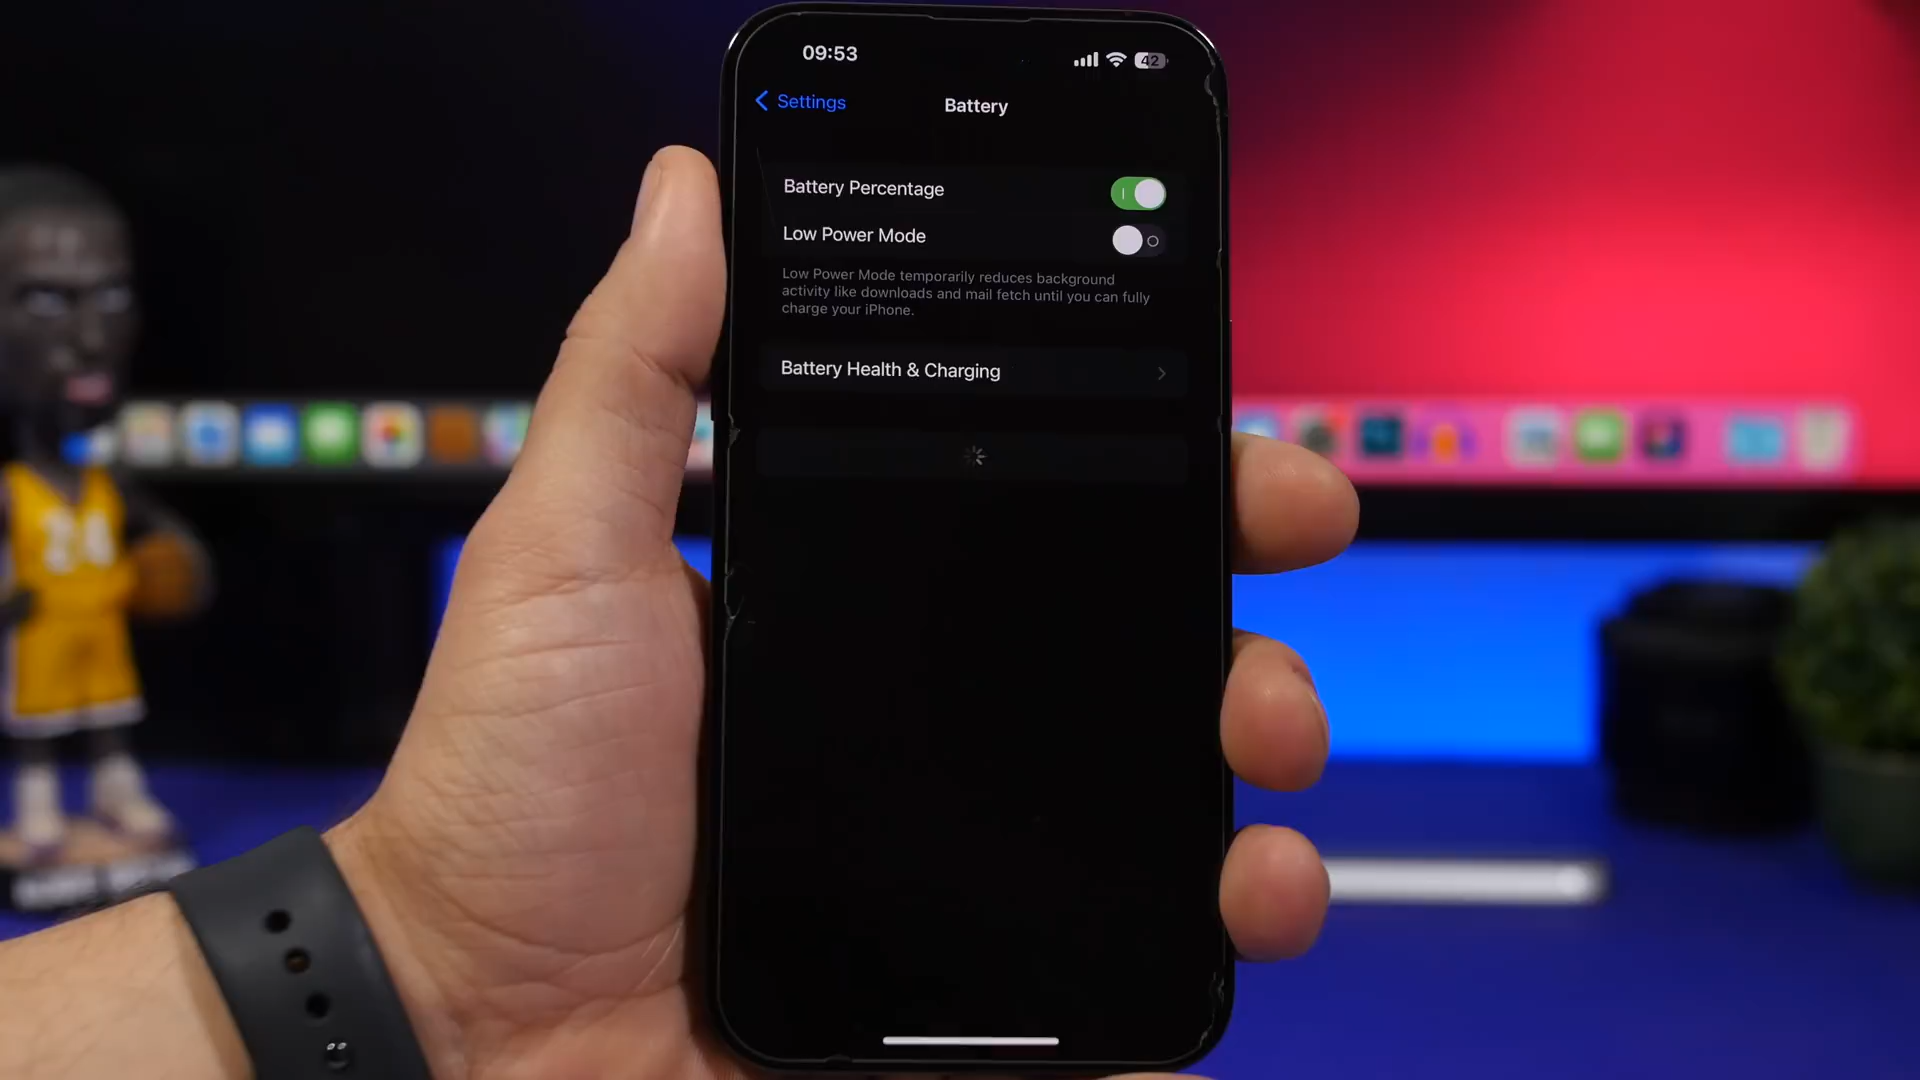 09:53
42
Settings
Battery
Battery Percentage
Low Power Mode
Low Power Mode temporarily reduces background
activity like downloads and mail fetch until you can fully
charge your iPhone.
Battery Health & Charging
24